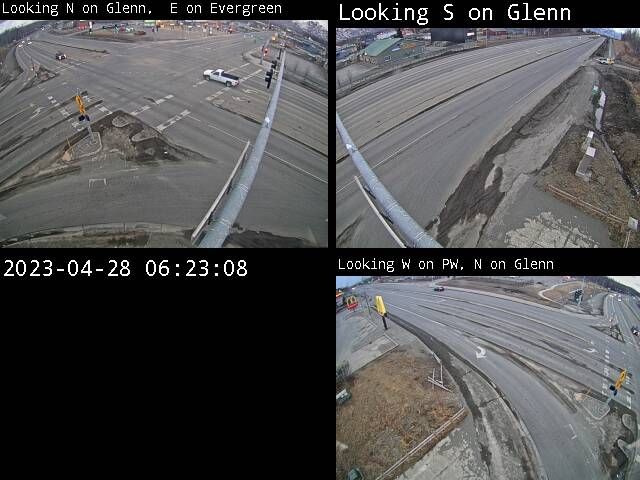 Looking N on Glenn,  E on Evergreen
Looking S on Glenn
2023-04-28 06:23:08
Looking W on PW, N on Glenn